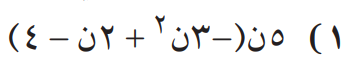 ١) ٥ن(-٣ن٢ + ٢ن - ٤)